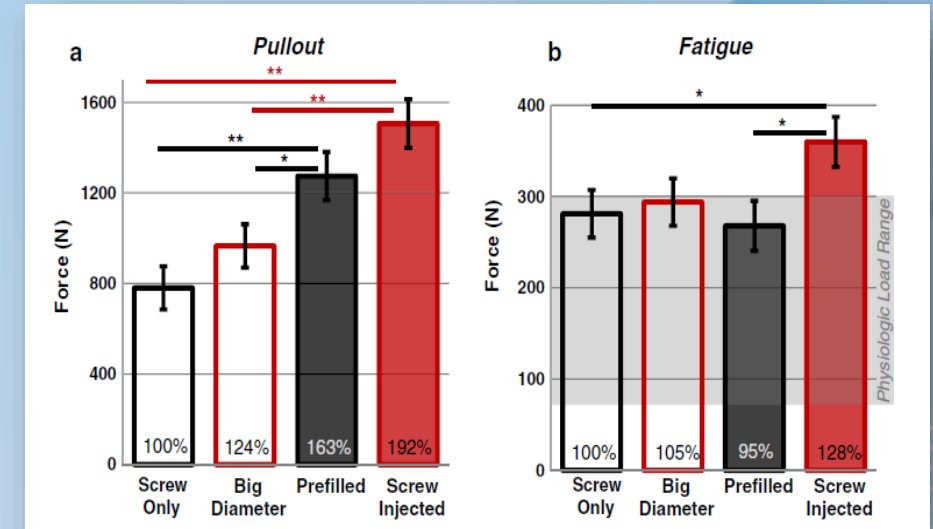 a
Pullout
**
**
**
*
Force (N)
1600
1200
800
400
0
100%
124%
163%
192%
Screw Only
Big Diameter
Prefilled
Screw Injected
b
Fatigue
*
*
Force (N)
400
300
200
100
0
Physiologic Load Range
100%
105%
95%
128%
Screw Only
Big Diameter
Prefilled
Screw Injected